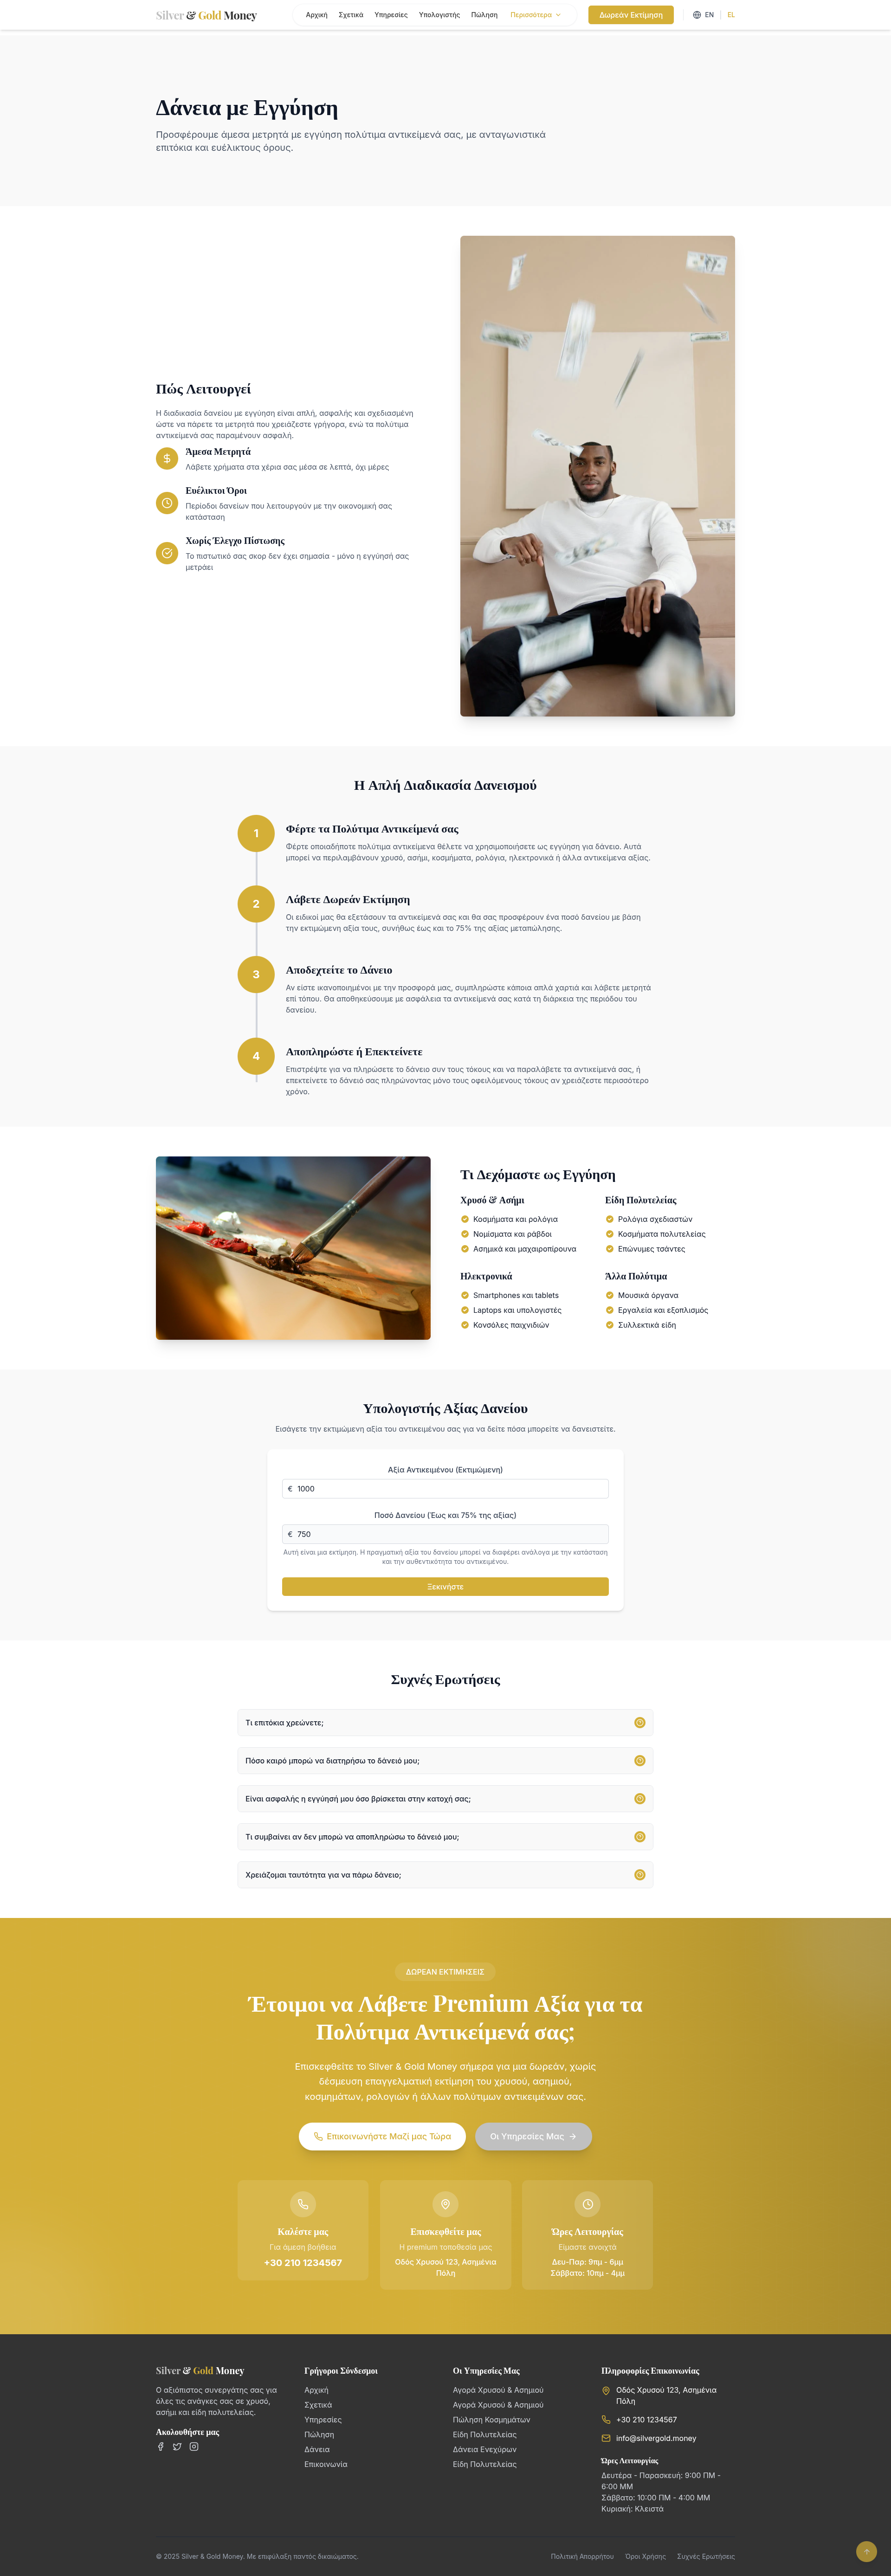 Silver & Gold Money
Αρχική
Σχετικά
Υπηρεσίες
Υπολογιστής
Πώληση
Περισσότερα
Δωρεάν Εκτίμηση
EN | EL
Δάνεια με Εγγύηση
Προσφέρουμε άμεσα μετρητά με εγγύηση πολύτιμα αντικείμενά σας, με ανταγωνιστικά
επιτόκια και ευέλικτους όρους.
Πώς Λειτουργεί
Η διαδικασία δανείου με εγγύηση είναι απλή, ασφαλής και σχεδιασμένη
ώστε να πάρετε τα μετρητά που χρειάζεστε γρήγορα, ενώ τα πολύτιμα
αντικείμενά σας παραμένουν ασφαλή.
Άμεσα Μετρητά
Λάβετε χρήματα στα χέρια σας μέσα σε λεπτά, όχι μέρες
Ευέλικτοι Όροι
Περίοδοι δανείων που λειτουργούν με την οικονομική σας
κατάσταση
Χωρίς Έλεγχο Πίστωσης
Το πιστωτικό σας σκορ δεν έχει σημασία - μόνο η εγγύησή σας
μετράει
Η Απλή Διαδικασία Δανεισμού
1
Φέρτε τα Πολύτιμα Αντικείμενά σας
Φέρτε οποιαδήποτε πολύτιμα αντικείμενα θέλετε να χρησιμοποιήσετε ως εγγύηση για δάνειο. Αυτά
μπορεί να περιλαμβάνουν χρυσό, ασήμι, κοσμήματα, ρολόγια, ηλεκτρονικά ή άλλα αντικείμενα αξίας.
2
Λάβετε Δωρεάν Εκτίμηση
Οι ειδικοί μας θα εξετάσουν τα αντικείμενά σας και θα σας προσφέρουν ένα ποσό δανείου με βάση
την εκτιμώμενη αξία τους, συνήθως έως και το 75% της αξίας μεταπώλησης.
3
Αποδεχτείτε το Δάνειο
Αν είστε ικανοποιημένοι με την προσφορά μας, συμπληρώστε κάποια απλά χαρτιά και λάβετε μετρητά
επί τόπου. Θα αποθηκεύσουμε με ασφάλεια τα αντικείμενά σας κατά τη διάρκεια της περιόδου του
δανείου.
4
Αποπληρώστε ή Επεκτείνετε
Επιστρέψτε για να πληρώσετε το δάνειο συν τους τόκους και να παραλάβετε τα αντικείμενά σας, ή
επεκτείνετε το δάνειό σας πληρώνοντας μόνο τους οφειλόμενους τόκους αν χρειάζεστε περισσότερο
χρόνο.
Τι Δεχόμαστε ως Εγγύηση
Χρυσό & Ασήμι
Κοσμήματα και ρολόγια
Νομίσματα και ράβδοι
Ασημικά και μαχαιροπίρουνα
Είδη Πολυτελείας
Ρολόγια σχεδιαστών
Κοσμήματα πολυτελείας
Επώνυμες τσάντες
Ηλεκτρονικά
Smartphones και tablets
Laptops και υπολογιστές
Κονσόλες παιχνιδιών
Άλλα Πολύτιμα
Μουσικά όργανα
Εργαλεία και εξοπλισμός
Συλλεκτικά είδη
Υπολογιστής Αξίας Δανείου
Εισάγετε την εκτιμώμενη αξία του αντικειμένου σας για να δείτε πόσα μπορείτε να δανειστείτε.
Αξία Αντικειμένου (Εκτιμώμενη)
€ 1000
Ποσό Δανείου (Έως και 75% της αξίας)
€ 750
Αυτή είναι μια εκτίμηση. Η πραγματική αξία του δανείου μπορεί να διαφέρει ανάλογα με την κατάσταση
και την αυθεντικότητα του αντικειμένου.
Ξεκινήστε
Συχνές Ερωτήσεις
Τι επιτόκια χρεώνετε;
Πόσο καιρό μπορώ να διατηρήσω το δάνειό μου;
Είναι ασφαλής η εγγύησή μου όσο βρίσκεται στην κατοχή σας;
Τι συμβαίνει αν δεν μπορώ να αποπληρώσω το δάνειό μου;
Χρειάζομαι ταυτότητα για να πάρω δάνειο;
ΔΩΡΕΑΝ ΕΚΤΙΜΗΣΕΙΣ
Έτοιμοι να Λάβετε Premium Αξία για τα
Πολύτιμα Αντικείμενά σας;
Επισκεφθείτε το Silver & Gold Money σήμερα για μια δωρεάν, χωρίς
δέσμευση επαγγελματική εκτίμηση του χρυσού, ασημιού,
κοσμημάτων, ρολογιών ή άλλων πολύτιμων αντικειμένων σας.
Επικοινωνήστε Μαζί μας Τώρα
Οι Υπηρεσίες Μας
Καλέστε μας
Για άμεση βοήθεια
+30 210 1234567
Επισκεφθείτε μας
Η premium τοποθεσία μας
Οδός Χρυσού 123, Ασημένια
Πόλη
Ώρες Λειτουργίας
Είμαστε ανοιχτά
Δευ-Παρ: 9πμ - 6μμ
Σάββατο: 10πμ - 4μμ
Silver & Gold Money
Ο αξιόπιστος συνεργάτης σας για
όλες τις ανάγκες σας σε χρυσό,
ασήμι και είδη πολυτελείας.
Ακολουθήστε μας
Γρήγοροι Σύνδεσμοι
Αρχική
Σχετικά
Υπηρεσίες
Πώληση
Δάνεια
Επικοινωνία
Οι Υπηρεσίες Μας
Αγορά Χρυσού & Ασημιού
Αγορά Χρυσού & Ασημιού
Πώληση Κοσμημάτων
Είδη Πολυτελείας
Δάνεια Ενεχύρων
Είδη Πολυτελείας
Πληροφορίες Επικοινωνίας
Οδός Χρυσού 123, Ασημένια
Πόλη
+30 210 1234567
info@silvergold.money
Ώρες Λειτουργίας
Δευτέρα - Παρασκευή: 9:00 ΠΜ -
6:00 ΜΜ
Σάββατο: 10:00 ΠΜ - 4:00 ΜΜ
Κυριακή: Κλειστά
© 2025 Silver & Gold Money. Με επιφύλαξη παντός δικαιώματος.
Πολιτική Απορρήτου
Όροι Χρήσης
Συχνές Ερωτήσεις